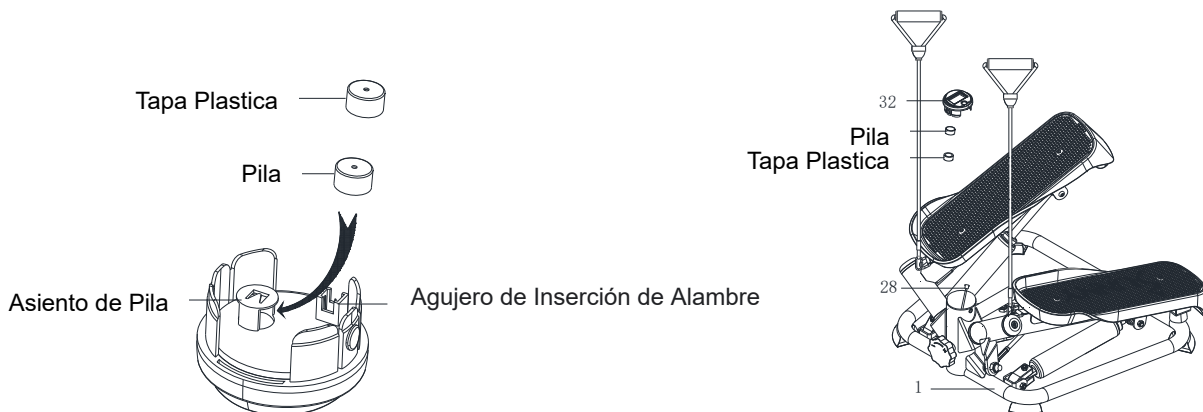 Tapa Plastica
Pila
Asiento de Pila
Agujero de Inserción de Alambre
32
Pila
Tapa Plastica
28
1